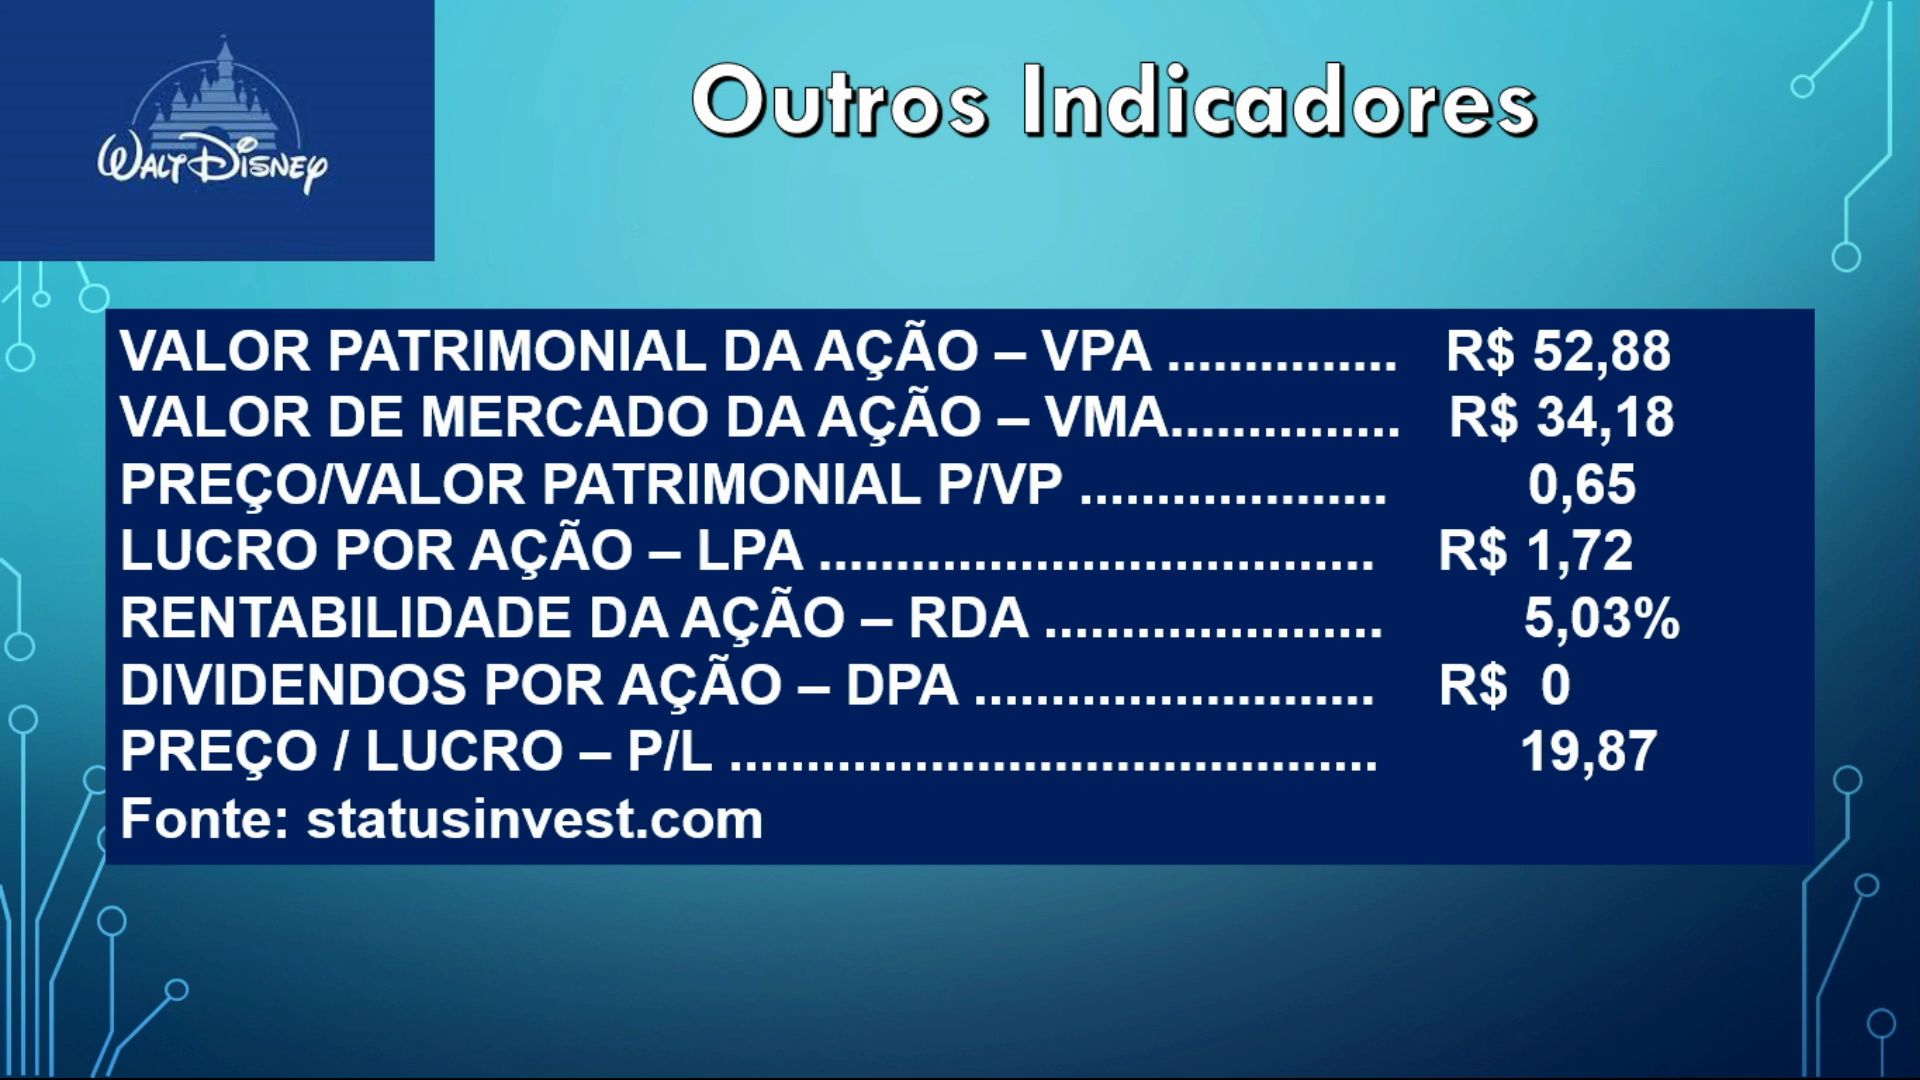 WALT DISNEY
Outros Indicadores
VALOR PATRIMONIAL DA AÇÃO – VPA ............... R$ 52,88
VALOR DE MERCADO DA AÇÃO – VMA............... R$ 34,18
PREÇO/VALOR PATRIMONIAL P/VP .................... 0,65
LUCRO POR AÇÃO – LPA .................................... R$ 1,72
RENTABILIDADE DA AÇÃO – RDA ...................... 5,03%
DIVIDENDOS POR AÇÃO – DPA .......................... R$ 0
PREÇO / LUCRO – P/L .......................................... 19,87
Fonte: statusinvest.com